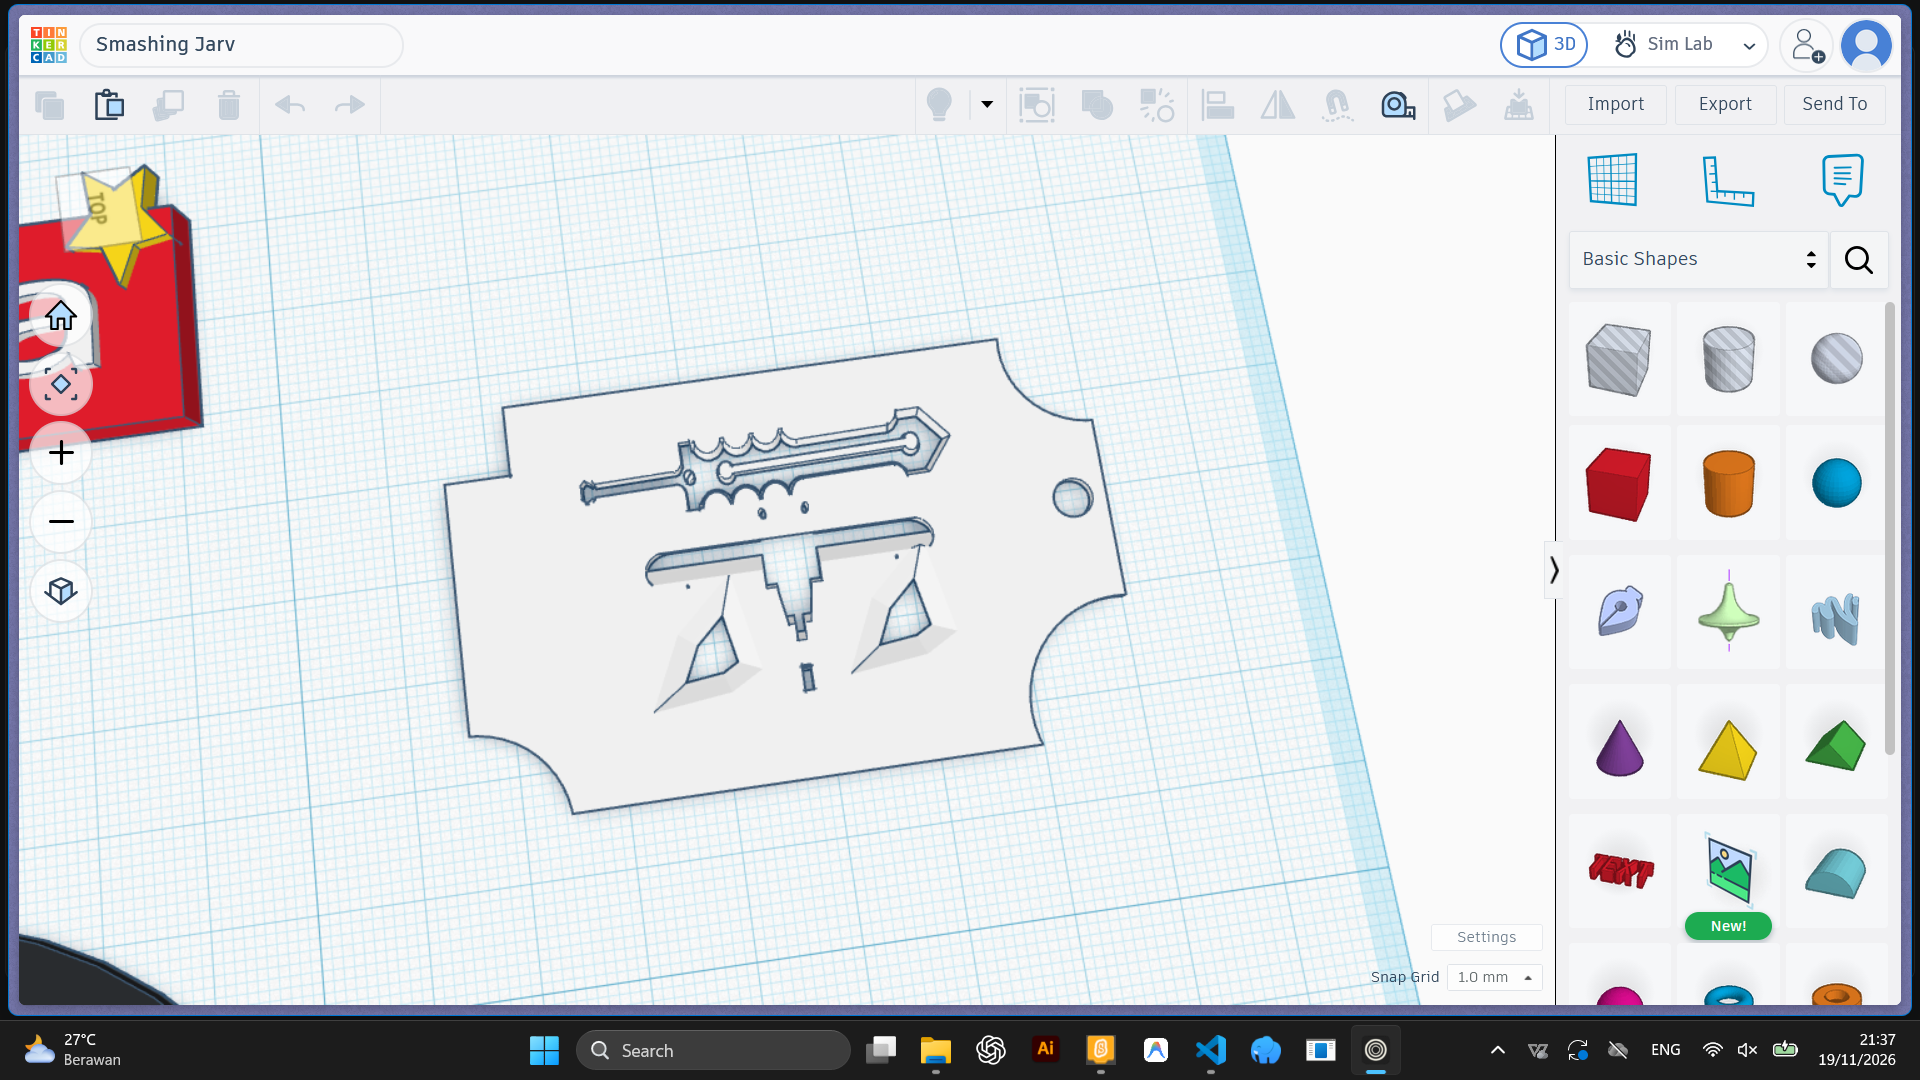 TIN
KER
CAD
Smashing Jarv
3D
Sim Lab
Import
Export
Send To
TOP
Basic Shapes
TEXT
New!
Settings
Snap Grid
1.0 mm
27°C
Berawan
Search
Ai
ENG
21:37
19/11/2026